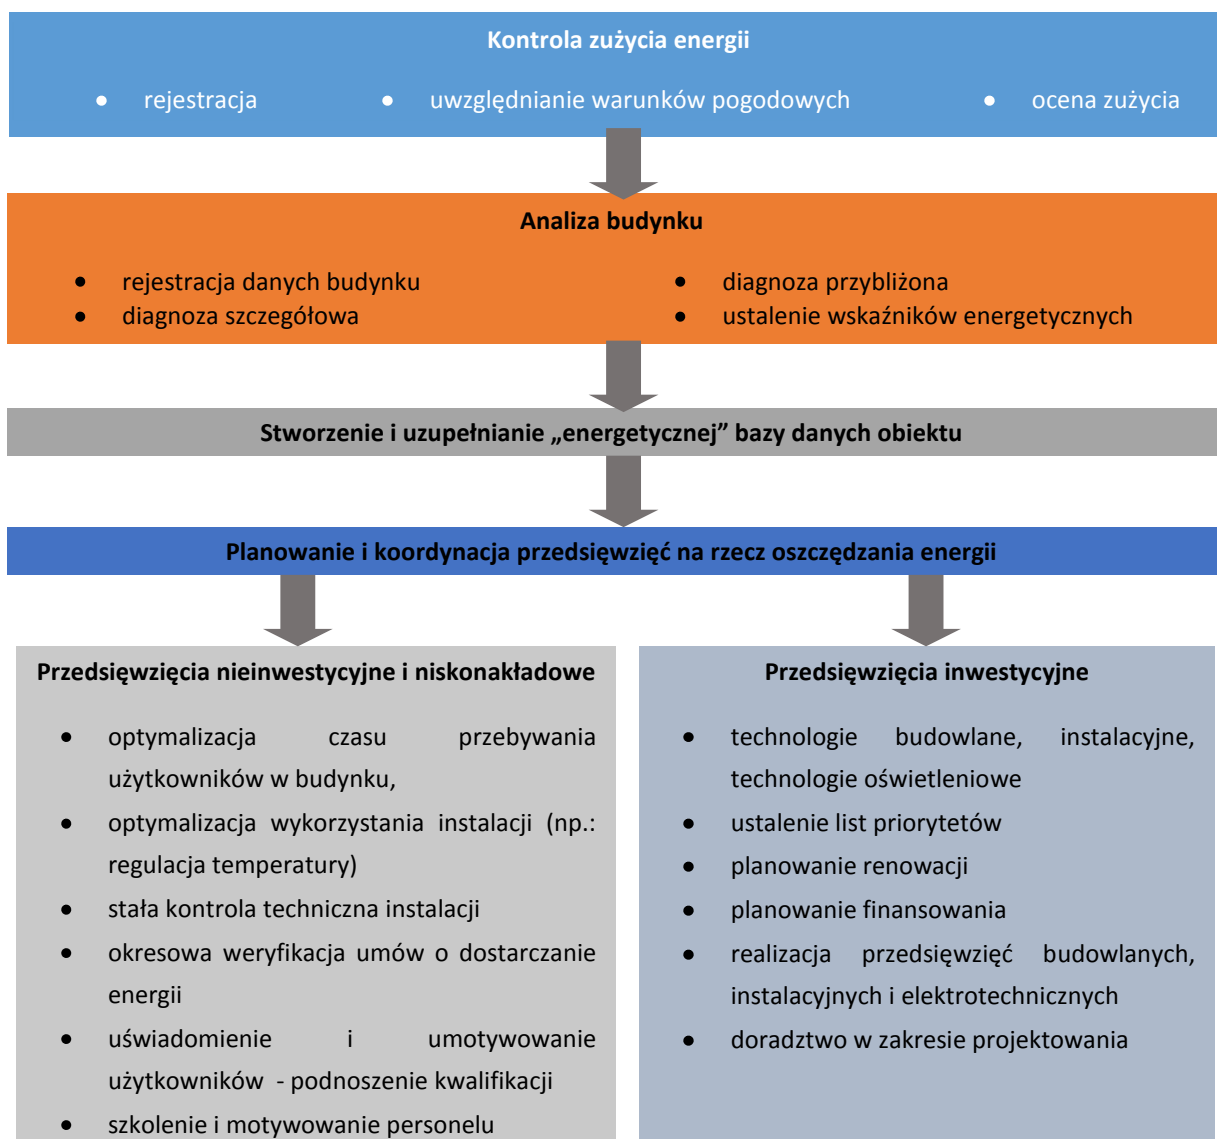 Kontrola zużycia energii
• rejestracja • uwzględnianie warunków pogodowych • ocena zużycia
Analiza budynku
• rejestracja danych budynku • diagnoza przybliżona
• diagnoza szczegółowa • ustalenie wskaźników energetycznych
Stworzenie i uzupełnianie „energetycznej” bazy danych obiektu
Planowanie i koordynacja przedsięwzięć na rzecz oszczędzania energii
Przedsięwzięcia nieinwestycyjne i niskonakładowe
• optymalizacja czasu przebywania
użytkowników w budynku,
• optymalizacja wykorzystania instalacji (np.:
regulacja temperatury)
• stała kontrola techniczna instalacji
• okresowa weryfikacja umów o dostarczanie
energii
• uświadomienie i umotywowanie
użytkowników - podnoszenie kwalifikacji
• szkolenie i motywowanie personelu
Przedsięwzięcia inwestycyjne
• technologie budowlane, instalacyjne,
technologie oświetleniowe
• ustalenie list priorytetów
• planowanie renowacji
• planowanie finansowania
• realizacja przedsięwzięć budowlanych,
instalacyjnych i elektrotechnicznych
• doradztwo w zakresie projektowania